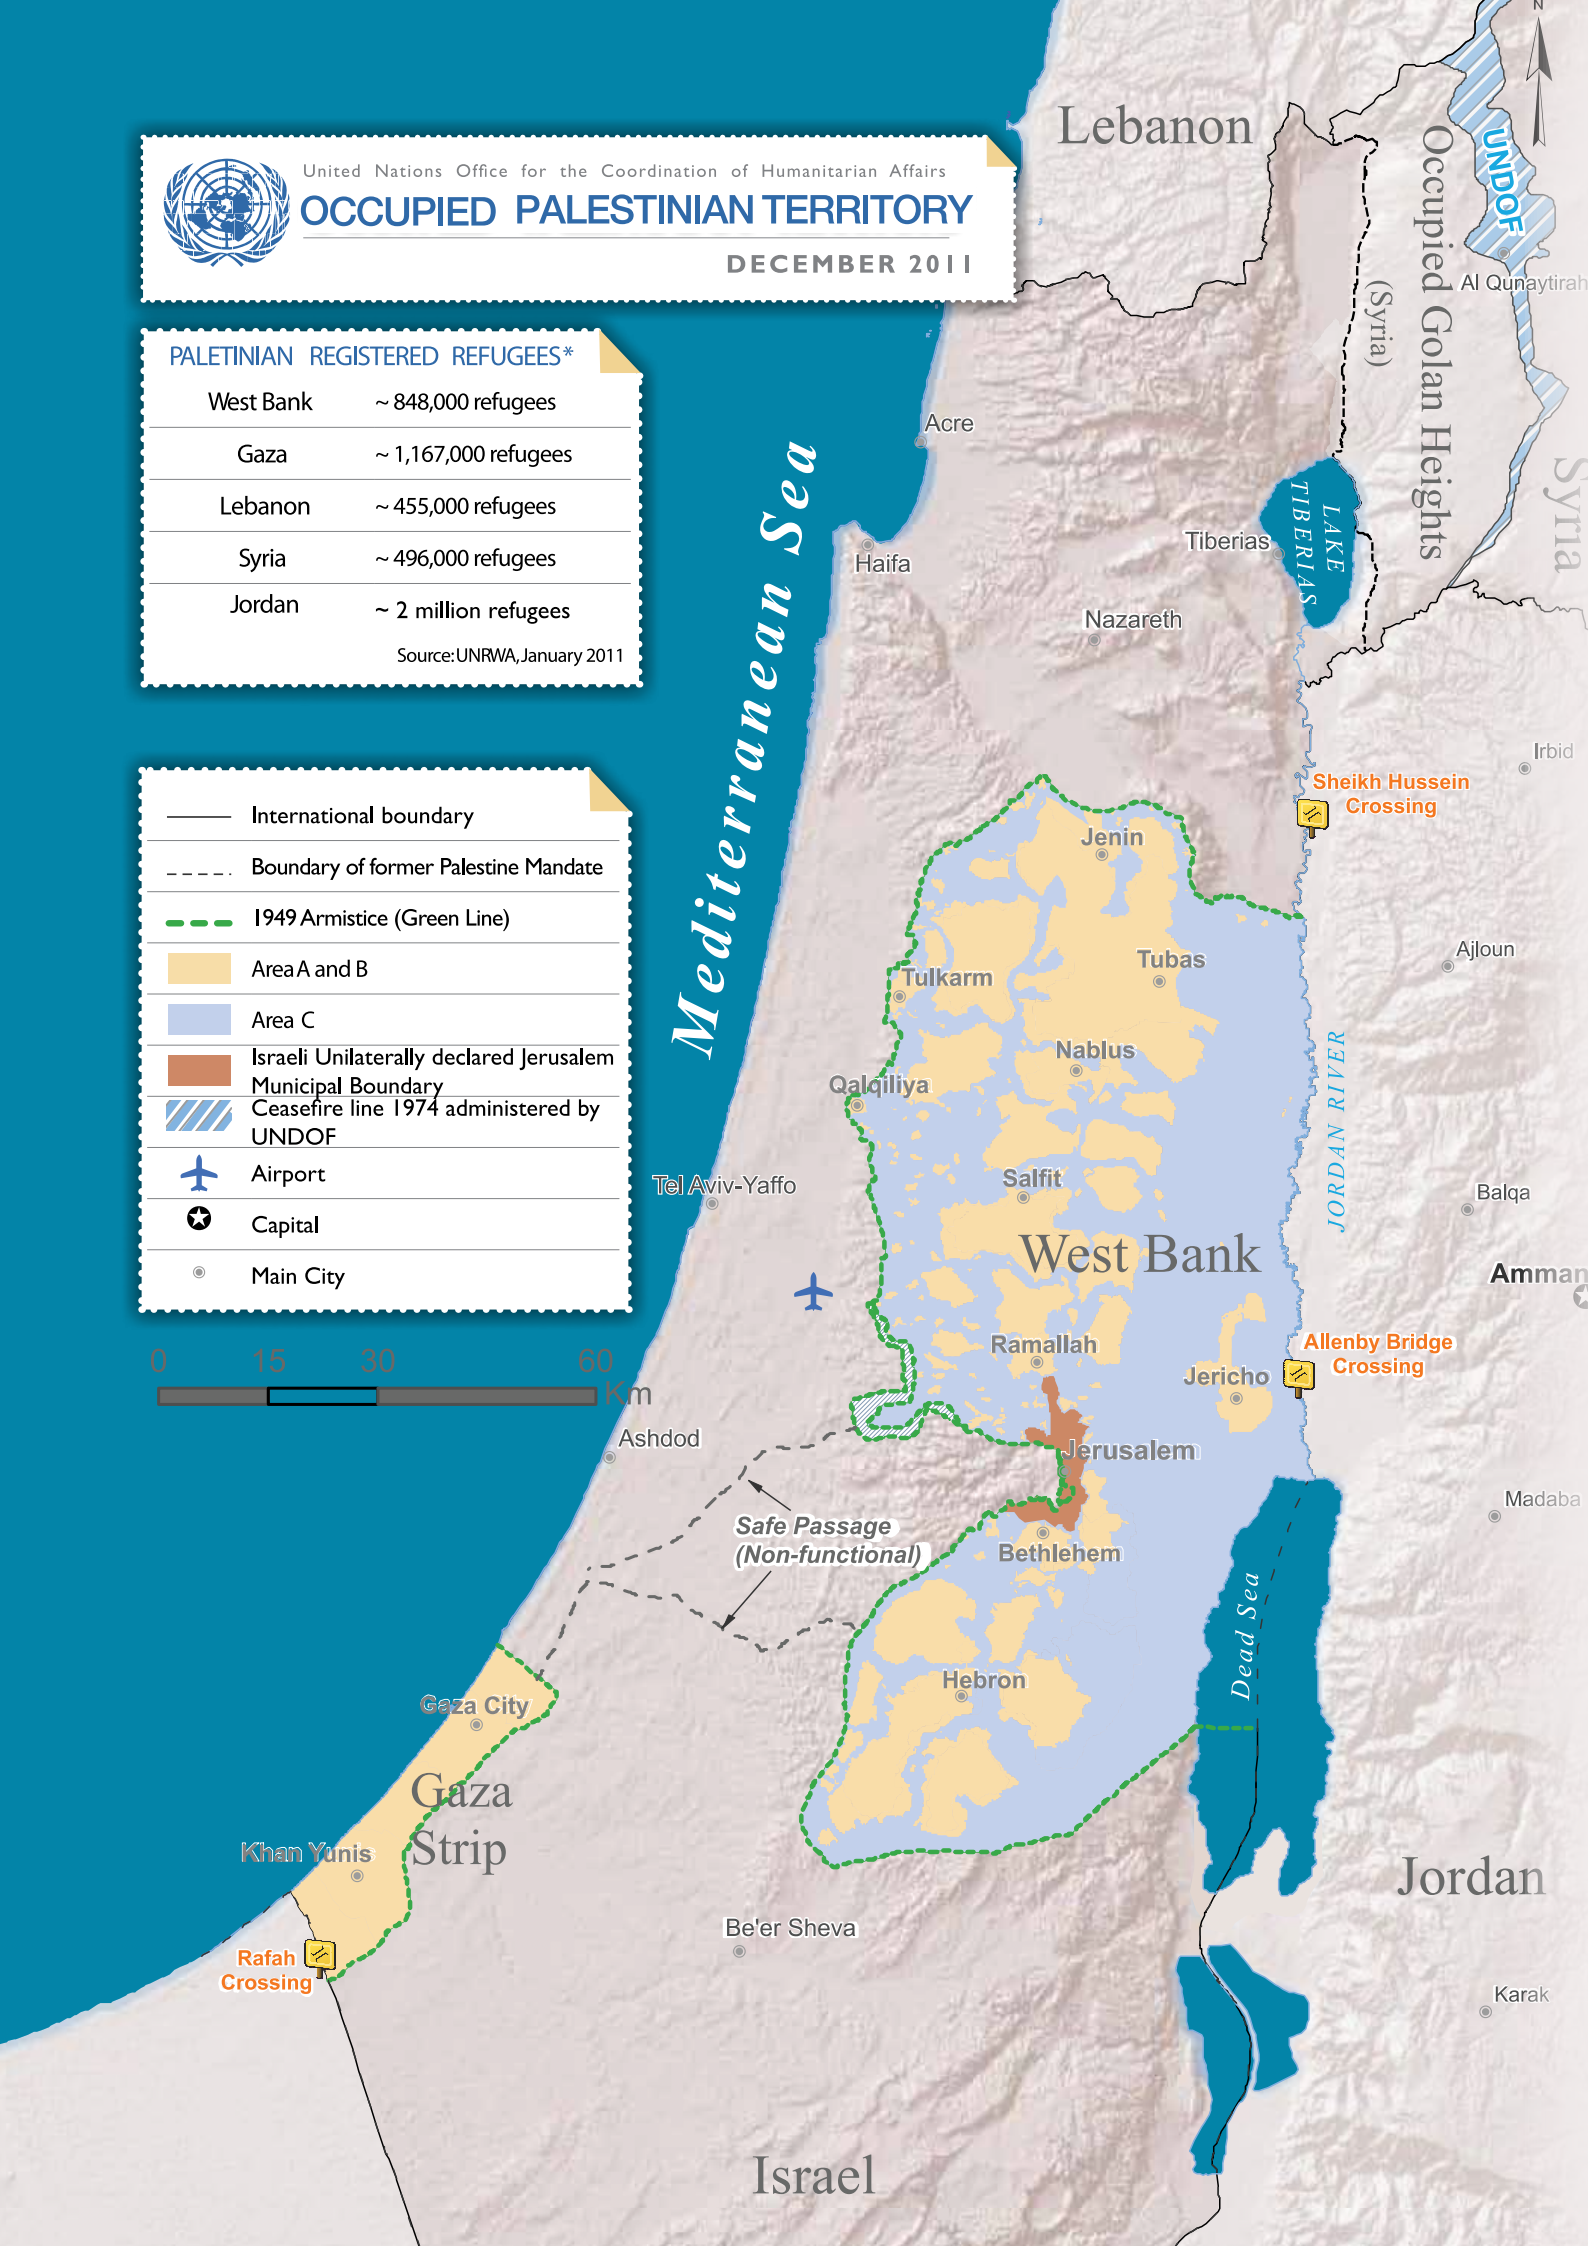 United Nations Office for the Coordination of Humanitarian Affairs
OCCUPIED PALESTINIAN TERRITORY
DECEMBER 2011
PALETINIAN REGISTERED REFUGEES*
West Bank ~ 848,000 refugees
Gaza ~ 1,167,000 refugees
Lebanon ~ 455,000 refugees
Syria ~ 496,000 refugees
Jordan ~ 2 million refugees
Source:UNRWA, January 2011
International boundary
Boundary of former Palestine Mandate
1949 Armistice (Green Line)
Area A and B
Area C
Israeli Unilaterally declared Jerusalem
Municipal Boundary
Ceasefire line 1974 administered by
UNDOF
Airport
Capital
Main City
0 15 30 60
Km
N
Lebanon
Occupied Golan Heights
(Syria)
UNDOF
Al Qunaytirah
Syria
Mediterranean Sea
Acre
Haifa
Tiberias
LAKE
TIBERIAS
Nazareth
Irbid
Sheikh Hussein
Crossing
Jenin
Ajloun
Tubas
Tulkarm
Nablus
Qalqiliya
JORDAN RIVER
Tel Aviv-Yaffo
Salfit
Balqa
West Bank
Amman
Ramallah
Allenby Bridge
Crossing
Jericho
Ashdod
Jerusalem
Madaba
Safe Passage
(Non-functional)
Bethlehem
Dead Sea
Hebron
Gaza City
Gaza
Strip
Khan Yunis
Jordan
Be'er Sheva
Rafah
Crossing
Karak
Israel